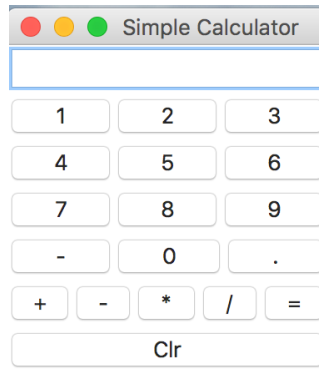 Simple Calculator
1 2 3
4 5 6
7 8 9
- 0 .
+ - * / =
Clr